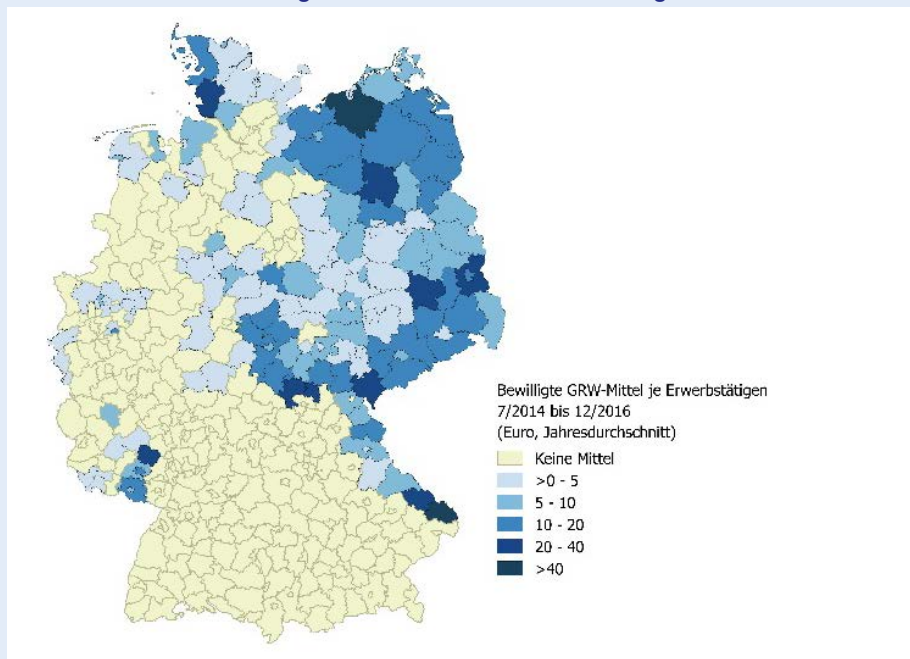 Bewilligte GRW-Mittel je Erwerbstätigen
7/2014 bis 12/2016
(Euro, Jahresdurchschnitt)
Keine Mittel
>0 - 5
5 - 10
10 - 20
20 - 40
>40